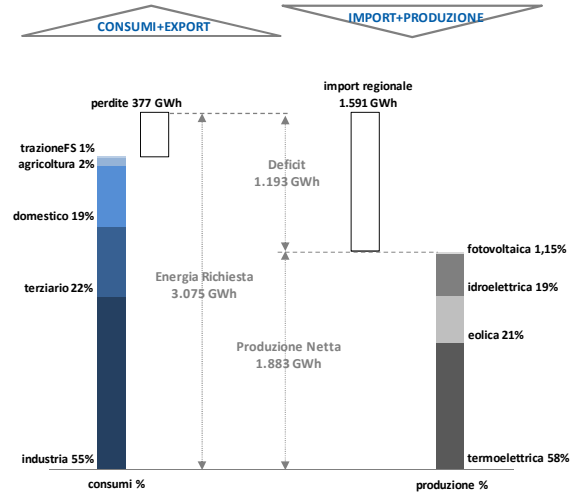 CONSUMI+EXPORT
IMPORT+PRODUZIONE
import regionale
1.591 GWh
perdite 377 GWh
trazioneFS 1%
agricoltura 2%
Deficit
1.193 GWh
domestico 19%
fotovoltaica 1,15%
Energia Richiesta
3.075 GWh
terziario 22%
idroelettrica 19%
eolica 21%
Produzione Netta
1.883 GWh
industria 55%
termoelettrica 58%
consumi %
produzione %